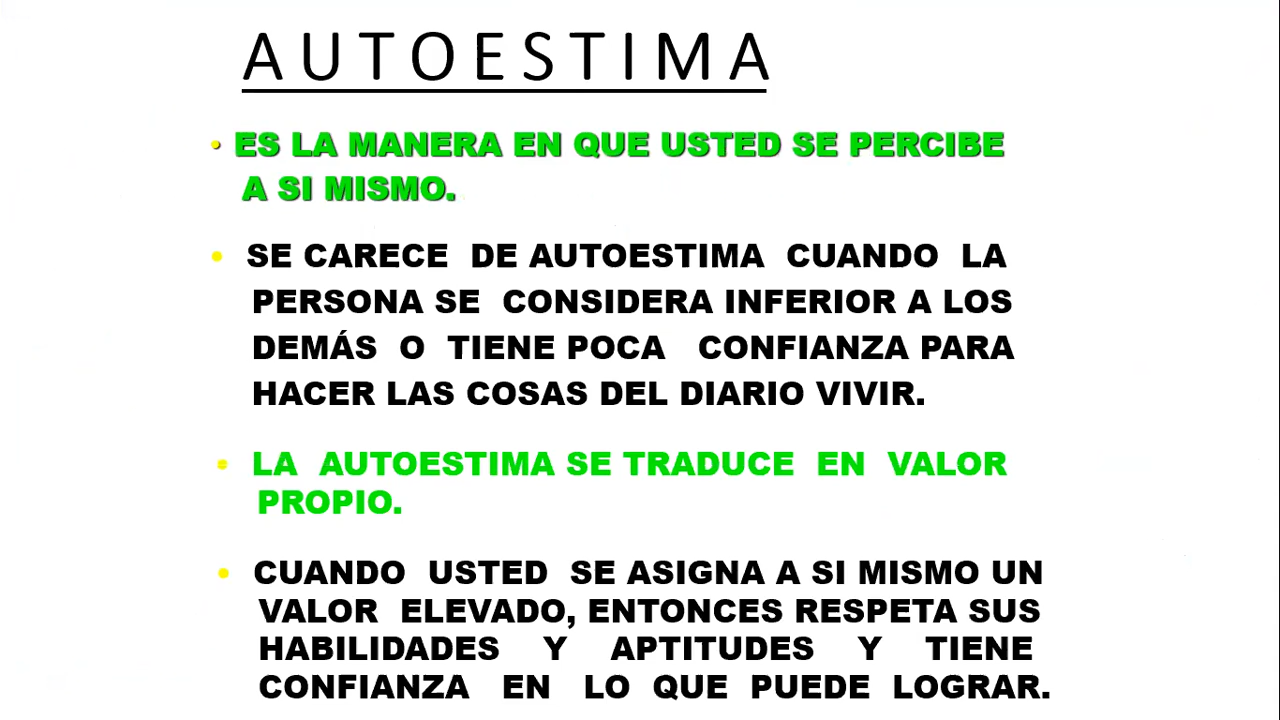 AUTOESTIMA
• ES LA MANERA EN QUE USTED SE PERCIBE
A SI MISMO.
• SE CARECE DE AUTOESTIMA CUANDO LA
PERSONA SE CONSIDERA INFERIOR A LOS
DEMÁS O TIENE POCA CONFIANZA PARA
HACER LAS COSAS DEL DIARIO VIVIR.
• LA AUTOESTIMA SE TRADUCE EN VALOR
PROPIO.
• CUANDO USTED SE ASIGNA A SI MISMO UN
VALOR ELEVADO, ENTONCES RESPETA SUS
HABILIDADES Y APTITUDES Y TIENE
CONFIANZA EN LO QUE PUEDE LOGRAR.